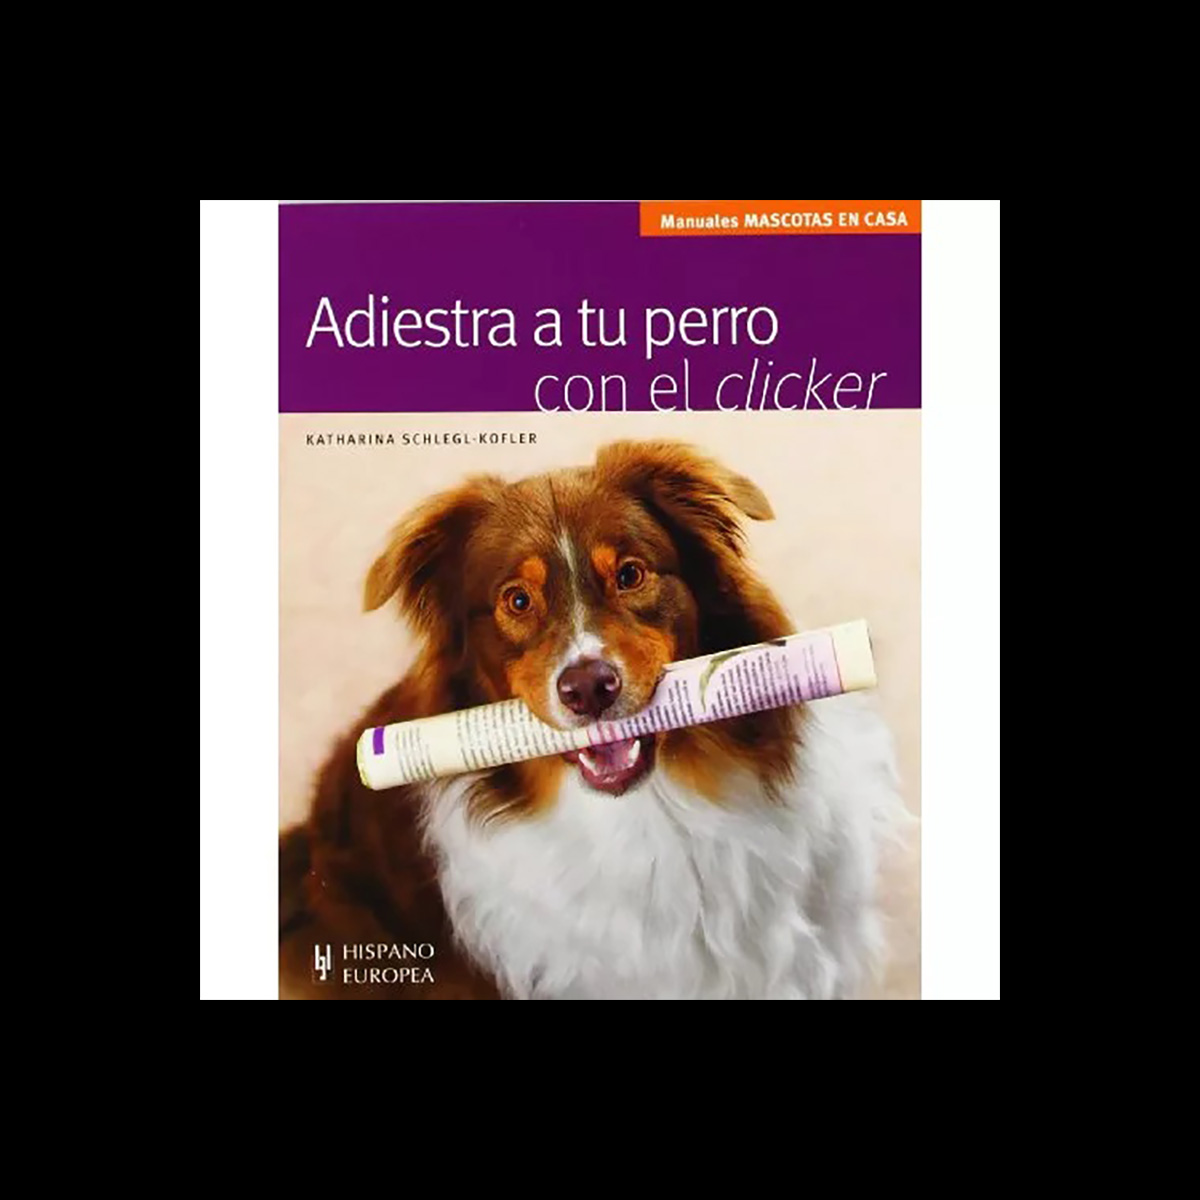 Manuales MASCOTAS EN CASA
Adiestra a tu perro
con el clicker
KATHARINA SCHLEGL-KOFLER
HISPANO
EUROPEA